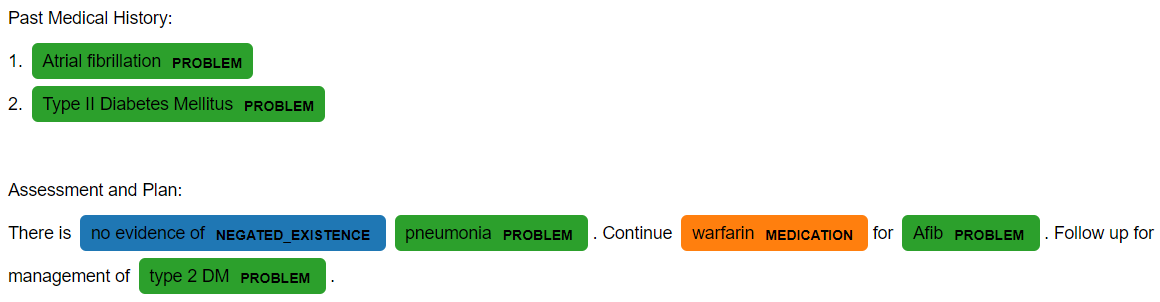 Past Medical History:
1. Atrial fibrillation PROBLEM
2. Type II Diabetes Mellitus PROBLEM
Assessment and Plan:
There is no evidence of NEGATED_EXISTENCE pneumonia PROBLEM . Continue warfarin MEDICATION for Afib PROBLEM . Follow up for
management of type 2 DM PROBLEM .